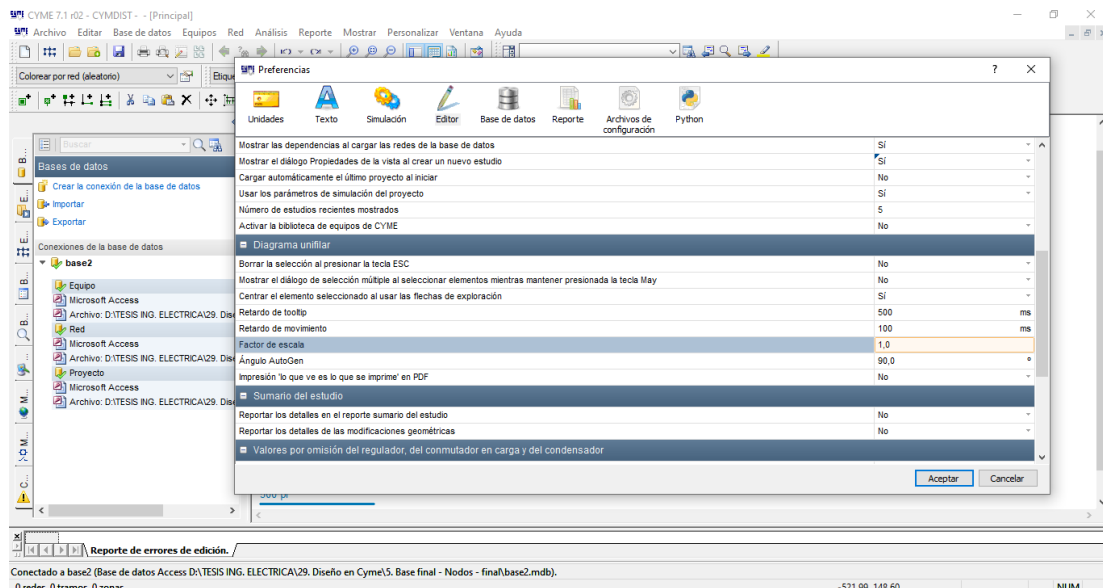 CYME 7.1 r02 - CYMDIST - - [Principal]
Archivo Editar Base de datos Equipos Red Análisis Reporte Mostrar Personalizar Ventana Ayuda
Colorear por red (aleatorio)
Preferencias
? X
Unidades Texto Simulación Editor Base de datos Reporte Archivos de configuración Python
Buscar
Bases de datos
Crear la conexión de la base de datos
Importar
Exportar
Conexiones de la base de datos
base2
Equipo
Microsoft Access
Archivo: D:\TESIS ING. ELECTRICA\29.
Red
Microsoft Access
Archivo: D:\TESIS ING. ELECTRICA\29.
Proyecto
Microsoft Access
Archivo: D:\TESIS ING. ELECTRICA\29.
Mostrar las dependencias al cargar las redes de la base de datos Sí
Mostrar el diálogo Propiedades de la vista al crear un nuevo estudio Sí
Cargar automáticamente el último proyecto al iniciar No
Usar los parámetros de simulación del proyecto Sí
Número de estudios recientes mostrados 5
Activar la biblioteca de equipos de CYME No
Diagrama unifilar
Borrar la selección al presionar la tecla ESC No
Mostrar el diálogo de selección múltiple al seleccionar elementos mientras mantener presionada la tecla May No
Centrar el elemento seleccionado al usar las flechas de exploración Sí
Retardo de tooltip 500 ms
Retardo de movimiento 100 ms
Factor de escala 1,0
Ángulo AutoGen 90,0 °
Impresión 'lo que ve es lo que se imprime' en PDF No
Sumario del estudio
Reportar los detalles en el reporte sumario del estudio No
Reportar los detalles de las modificaciones geométricas No
Valores por omisión del regulador, del conmutador en carga y del condensador
Aceptar Cancelar
Reporte de errores de edición.
Conectado a base2 (Base de datos Access D:\TESIS ING. ELECTRICA\29. Diseño en Cyme\5. Base final - Nodos - final\base2.mdb).
0 redes, 0 tramos, 0 zonas -521.99, 148.60 NUM